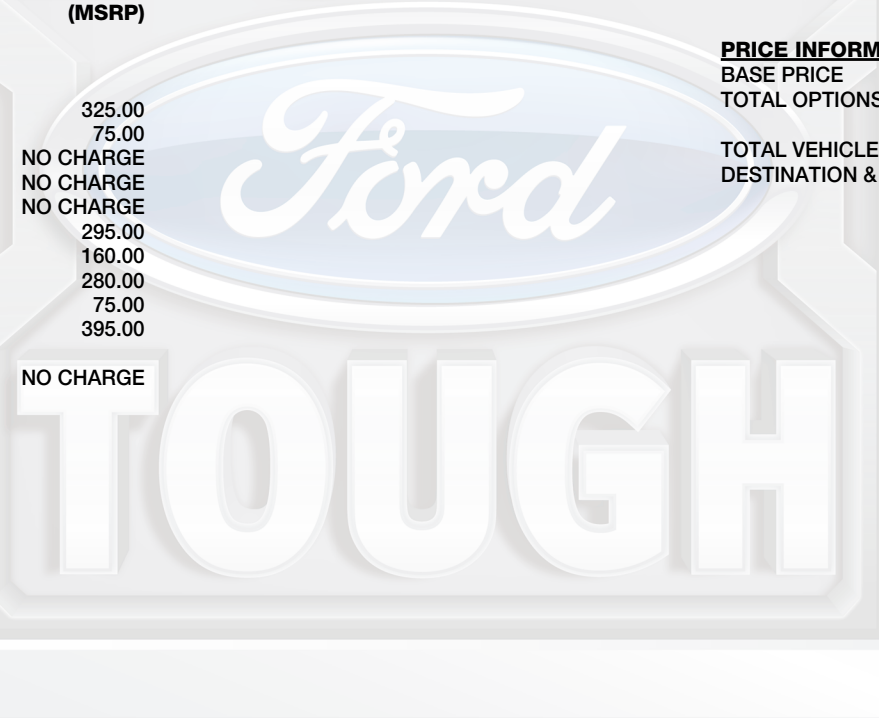 (MSRP)
325.00
75.00
NO CHARGE
NO CHARGE
NO CHARGE
295.00
160.00
280.00
75.00
395.00
NO CHARGE
PRICE INFORM
BASE PRICE
TOTAL OPTIONS
TOTAL VEHICLE
DESTINATION &
Ford
TOUGH